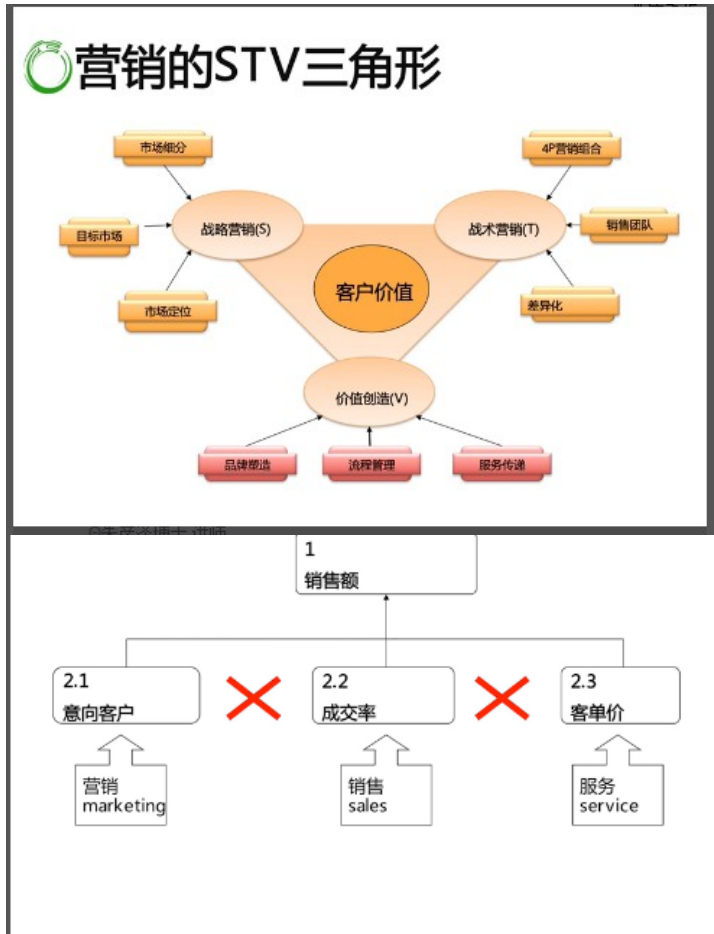 营销的STV三角形
市场细分
4P营销组合
目标市场
战略营销(S)
战术营销(T)
销售团队
客户价值
市场定位
差异化
价值创造(V)
品牌塑造
流程管理
服务传递
1
销售额
2.1
意向客户
2.2
成交率
2.3
客单价
营销
marketing
销售
sales
服务
service